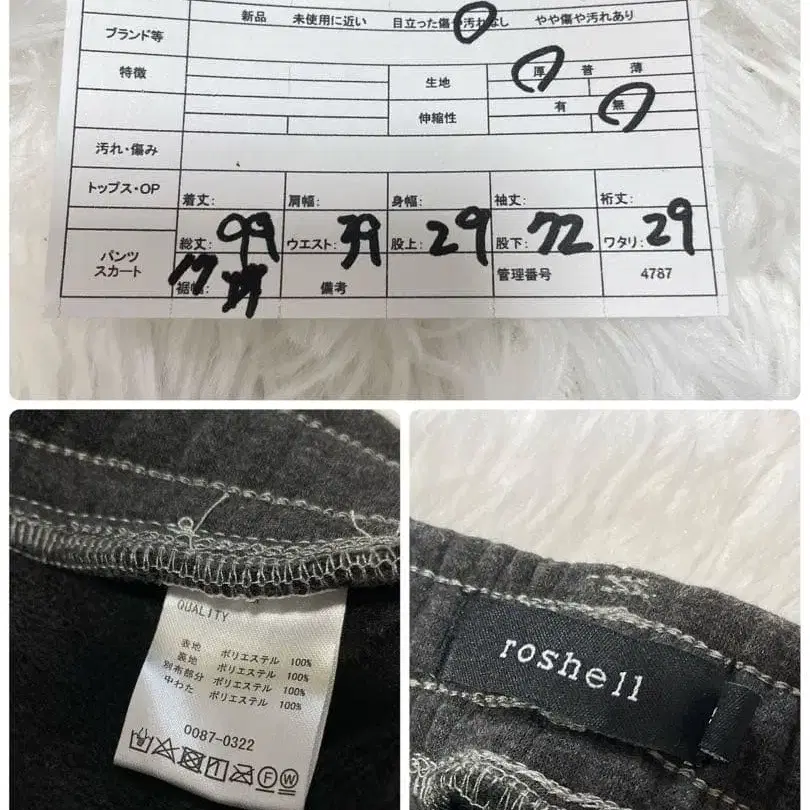 新品 未使用に近い 目立った傷や汚れなし やや傷や汚れあり
ブランド等
特徴 生地 厚 普 薄
伸縮性 有 無
汚れ・傷み
トップス・OP 着丈: 肩幅: 身幅: 袖丈: 裄丈:
パンツ スカート 総丈: 99 ウエスト: 39 股上: 29 股下: 72 ワタリ: 29
裾幅: 17 備考 管理番号 4787
QUALITY
表地 ポリエステル 100%
裏地 ポリエステル 100%
別布部分 ポリエステル 100%
中わた ポリエステル 100%
0087-0322
F W
roshell